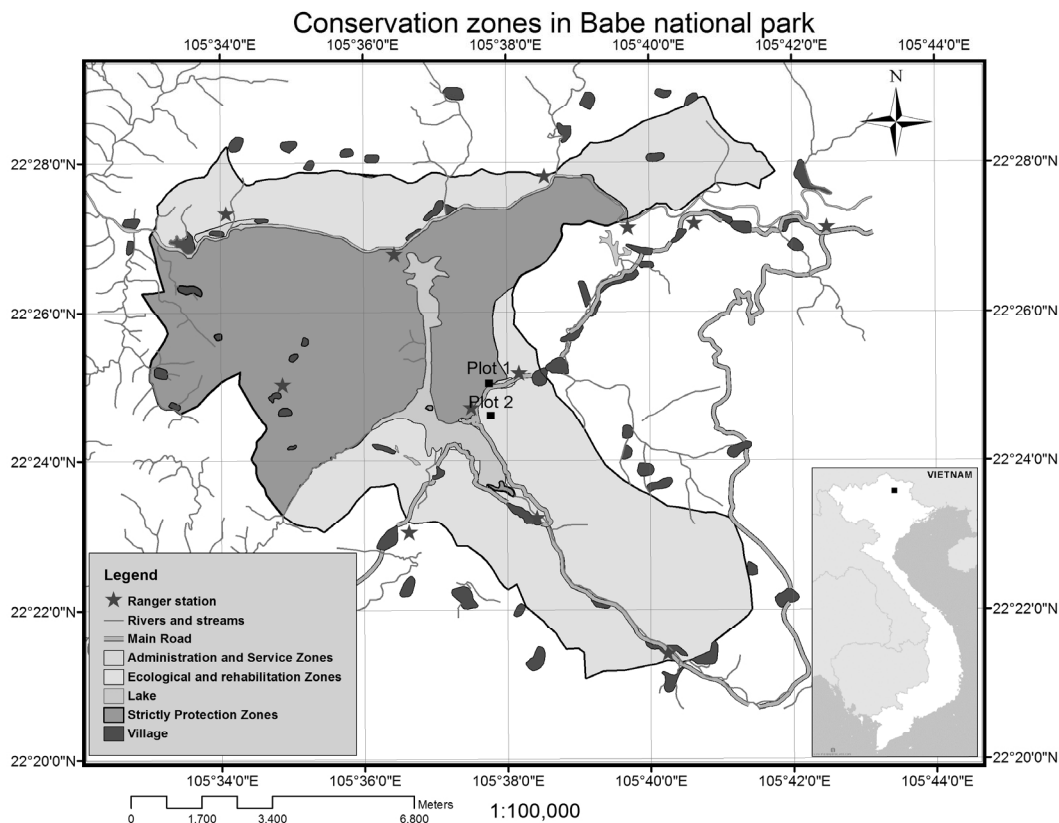 Conservation zones in Babe national park
105°34'0"E 105°36'0"E 105°38'0"E 105°40'0"E 105°42'0"E 105°44'0"E
N
22°28'0"N 22°28'0"N
22°26'0"N 22°26'0"N
Plot 1
Plot 2
22°24'0"N 22°24'0"N
VIETNAM
Legend
Ranger station
Rivers and streams
Main Road
Administration and Service Zones
Ecological and rehabilitation Zones
Lake
Strictly Protection Zones
Village
22°22'0"N 22°22'0"N
22°20'0"N 22°20'0"N
105°34'0"E 105°36'0"E 105°38'0"E 105°40'0"E 105°42'0"E 105°44'0"E
Meters
0 1.700 3.400 6.800
1:100,000